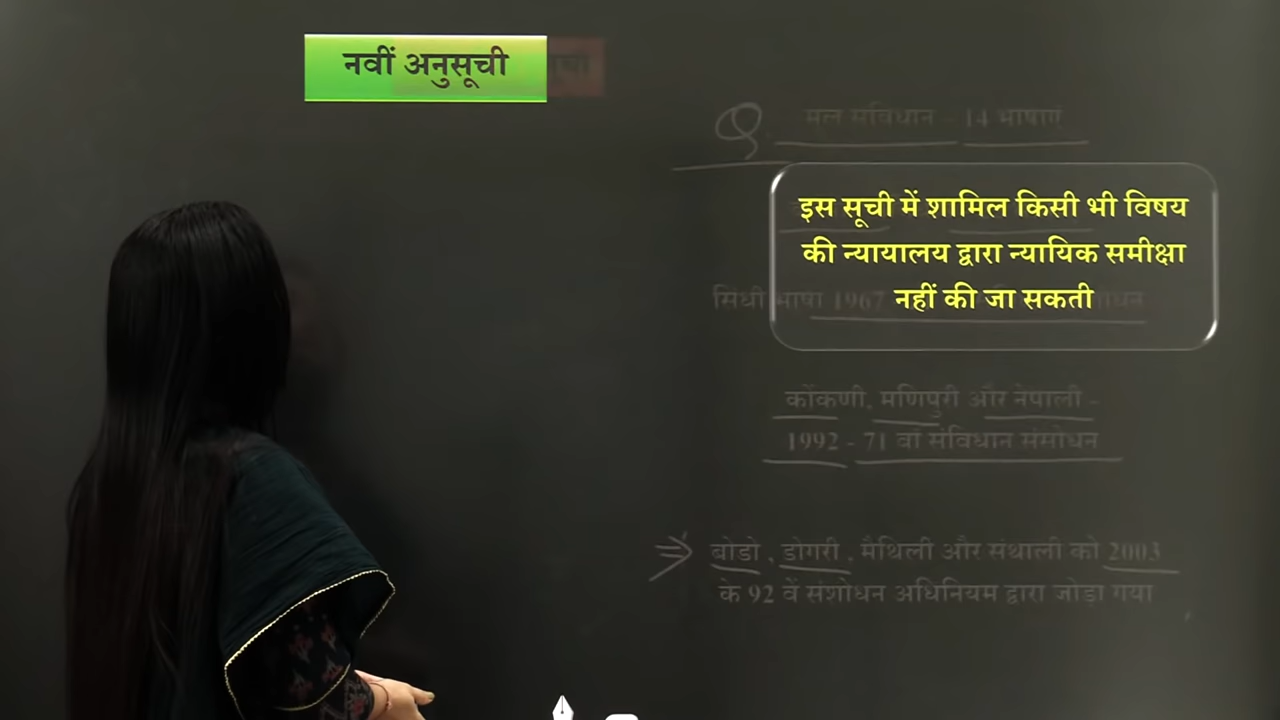 नवीं अनुसूची
Q. मूल संविधान - 14 भाषाएं
इस सूची में शामिल किसी भी विषय
की न्यायालय द्वारा न्यायिक समीक्षा
नहीं की जा सकती
सिंधी भाषा 1967
कोंकणी, मणिपुरी और नेपाली -
1992 - 71 वां संविधान संमोधन
बोडो , डोगरी , मैथिली और संथाली को 2003
के 92 वें संशोधन अधिनियम द्वारा जोड़ा गया